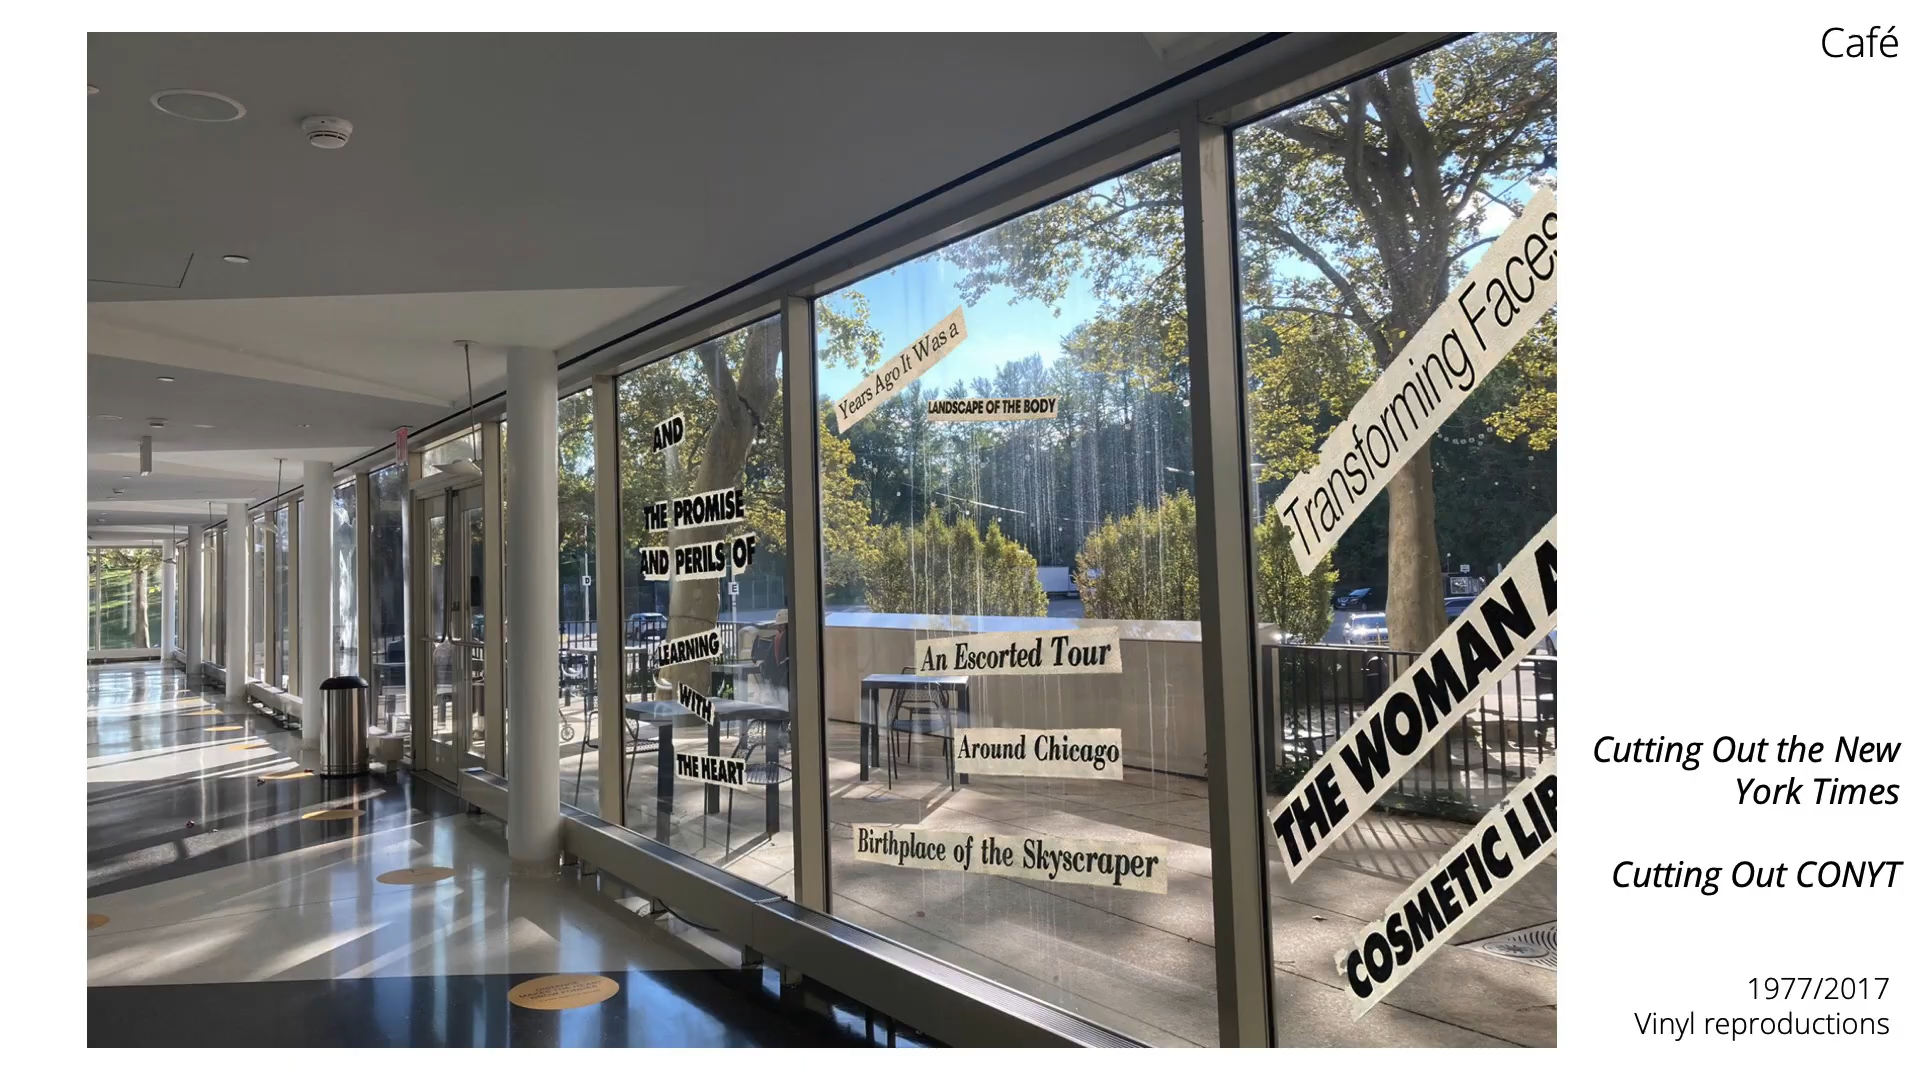 Café
Years Ago It Was a
LANDSCAPE OF THE BODY
AND
THE PROMISE
AND PERILS OF
LEARNING
WITH
THE HEART
An Escorted Tour
Around Chicago
Birthplace of the Skyscraper
Transforming Faces
THE WOMAN
COSMETIC
D
E
Cutting Out the New
York Times
Cutting Out CONYT
1977/2017
Vinyl reproductions